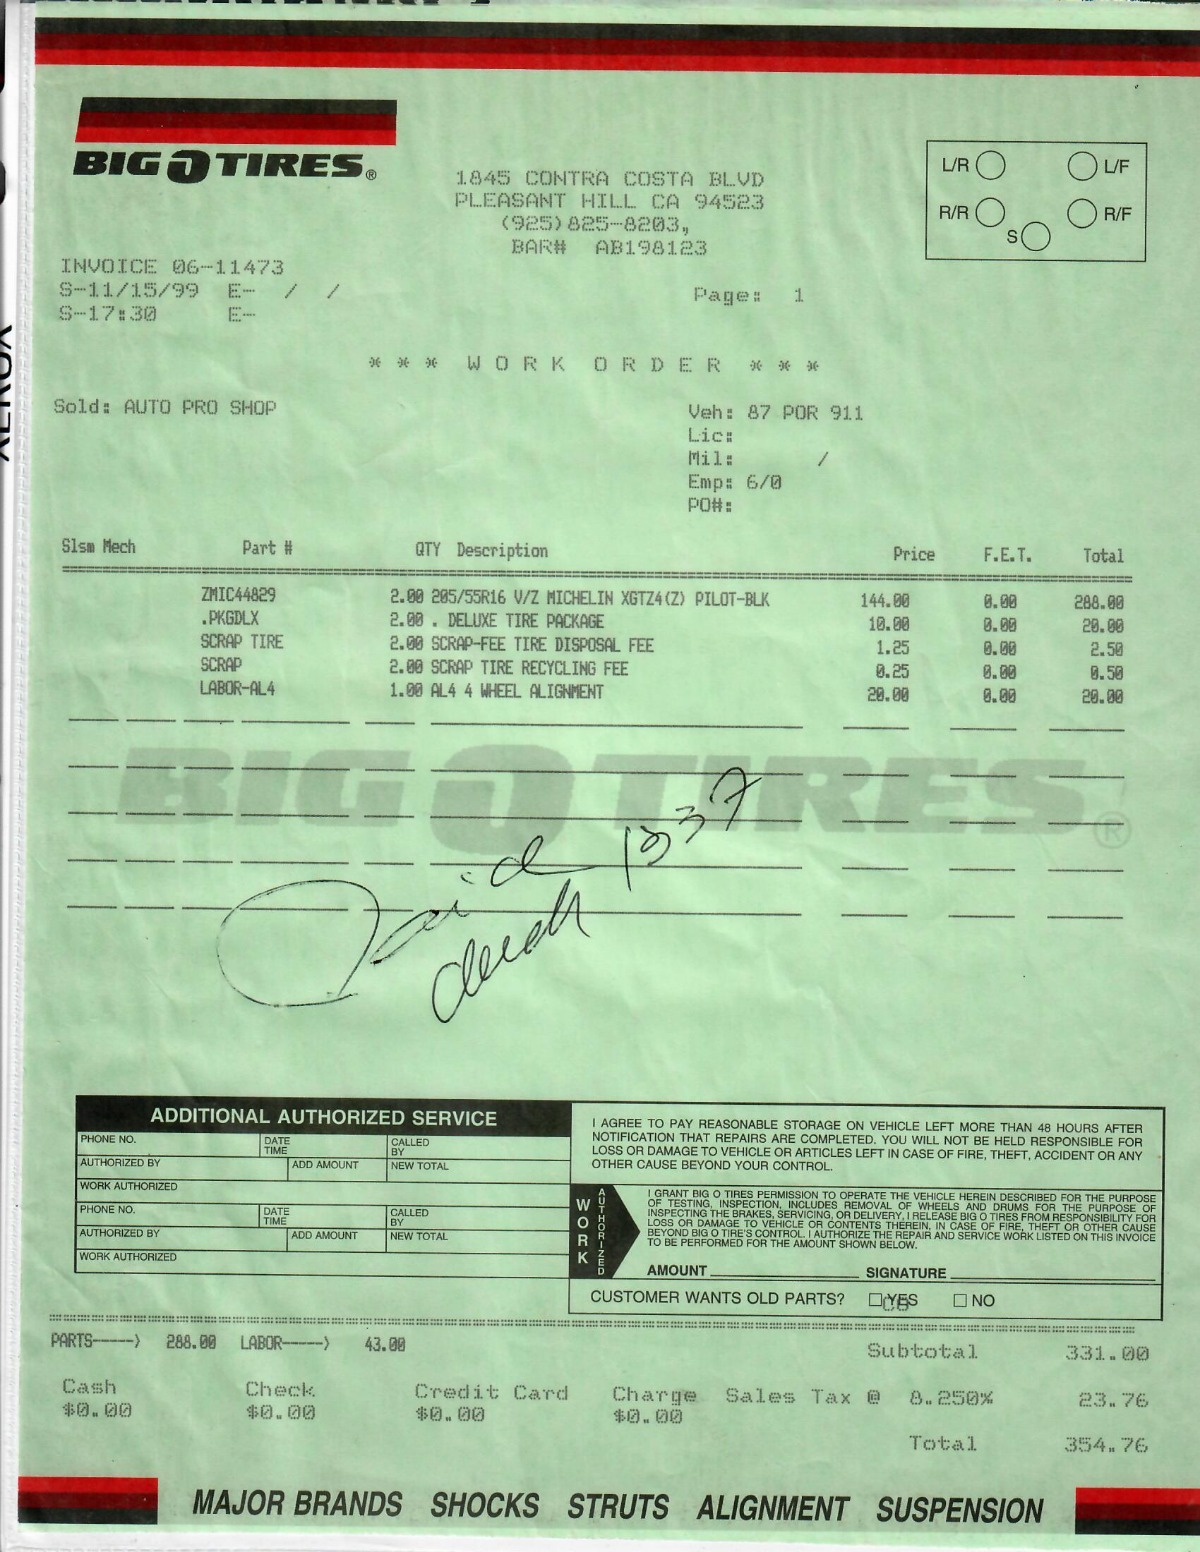 BIG O TIRES®
1845 CONTRA COSTA BLVD
PLEASANT HILL CA 94523
(925)825-8203,
BAR# AB198123
L/R L/F
R/R R/F
S
INVOICE 06-11473
S-11/15/99 E- / /
S-17:30 E-
Page: 1
* * * W O R K O R D E R * * *
Sold: AUTO PRO SHOP
Veh: 87 POR 911
Lic:
Mil: /
Emp: 6/0
PO#:
Slsm Mech Part # QTY Description Price F.E.T. Total
ZMIC44829 2.00 205/55R16 V/Z MICHELIN XGTZ4(Z) PILOT-BLK 144.00 0.00 288.00
.PKGDLX 2.00 . DELUXE TIRE PACKAGE 10.00 0.00 20.00
SCRAP TIRE 2.00 SCRAP-FEE TIRE DISPOSAL FEE 1.25 0.00 2.50
SCRAP 2.00 SCRAP TIRE RECYCLING FEE 0.25 0.00 0.50
LABOR-AL4 1.00 AL4 4 WHEEL ALIGNMENT 20.00 0.00 20.00
BIG O TIRES®
Paid 1837
ADDITIONAL AUTHORIZED SERVICE
PHONE NO. DATE TIME CALLED BY
AUTHORIZED BY ADD AMOUNT NEW TOTAL
WORK AUTHORIZED
PHONE NO. DATE TIME CALLED BY
AUTHORIZED BY ADD AMOUNT NEW TOTAL
WORK AUTHORIZED
I AGREE TO PAY REASONABLE STORAGE ON VEHICLE LEFT MORE THAN 48 HOURS AFTER
NOTIFICATION THAT REPAIRS ARE COMPLETED. YOU WILL NOT BE HELD RESPONSIBLE FOR
LOSS OR DAMAGE TO VEHICLE OR ARTICLES LEFT IN CASE OF FIRE, THEFT, ACCIDENT OR ANY
OTHER CAUSE BEYOND YOUR CONTROL.
WORK AUTHORIZED
I GRANT BIG O TIRES PERMISSION TO OPERATE THE VEHICLE HEREIN DESCRIBED FOR THE PURPOSE
OF TESTING, INSPECTION, INCLUDES REMOVAL OF WHEELS AND DRUMS FOR THE PURPOSE OF
INSPECTING THE BRAKES, SERVICING, OR DELIVERY, I RELEASE BIG O TIRES FROM RESPONSIBILITY FOR
LOSS OR DAMAGE TO VEHICLE OR CONTENTS THEREIN, IN CASE OF FIRE, THEFT OR OTHER CAUSE
BEYOND BIG O TIRE'S CONTROL. I AUTHORIZE THE REPAIR AND SERVICE WORK LISTED ON THIS INVOICE
TO BE PERFORMED FOR THE AMOUNT SHOWN BELOW.
AMOUNT SIGNATURE
CUSTOMER WANTS OLD PARTS? YES NO
PARTS-----> 288.00 LABOR-----> 43.00
Subtotal 331.00
Cash Check Credit Card Charge Sales Tax @ 8.250% 23.76
$0.00 $0.00 $0.00 $0.00
Total 354.76
MAJOR BRANDS SHOCKS STRUTS ALIGNMENT SUSPENSION